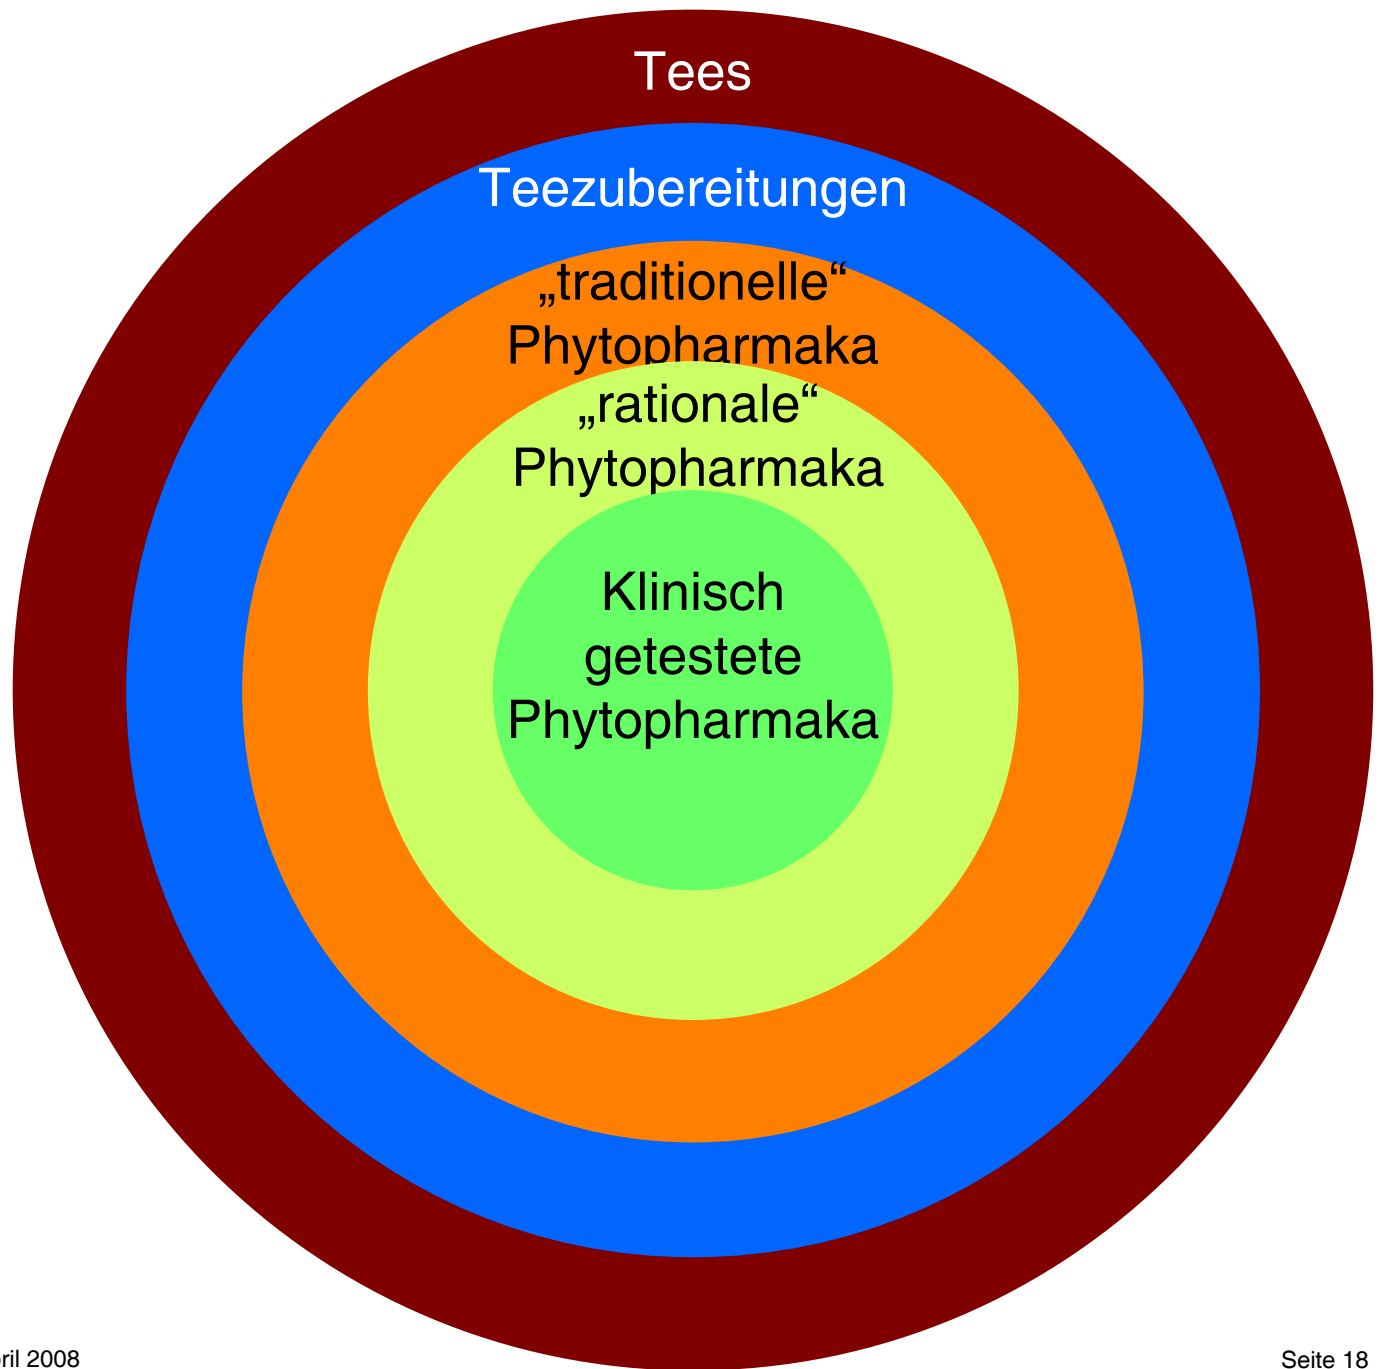 Tees
Teezubereitungen
„traditionelle“
Phytopharmaka
„rationale“
Phytopharmaka
Klinisch
getestete
Phytopharmaka
ril 2008
Seite 18